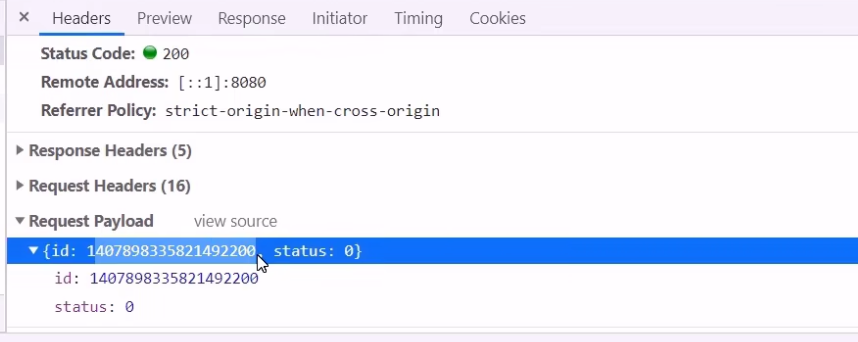 × Headers Preview Response Initiator Timing Cookies
Status Code: 200
Remote Address: [::1]:8080
Referrer Policy: strict-origin-when-cross-origin
Response Headers (5)
Request Headers (16)
Request Payload view source
{id: 1407898335821492200, status: 0}
id: 1407898335821492200
status: 0